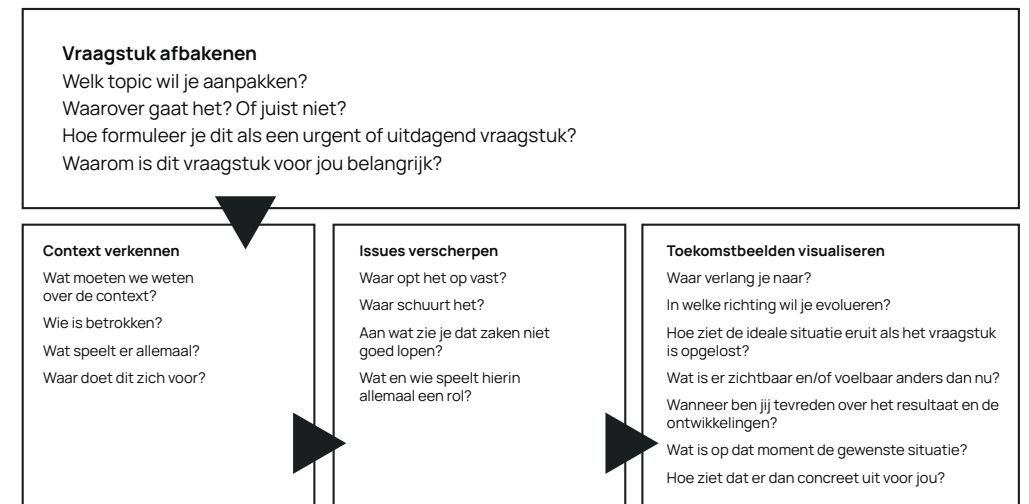 Vraagstuk afbakenen
Welk topic wil je aanpakken?
Waarover gaat het? Of juist niet?
Hoe formuleer je dit als een urgent of uitdagend vraagstuk?
Waarom is dit vraagstuk voor jou belangrijk?
Context verkennen
Wat moeten we weten
over de context?
Wie is betrokken?
Wat speelt er allemaal?
Waar doet dit zich voor?
Issues verscherpen
Waar opt het op vast?
Waar schuurt het?
Aan wat zie je dat zaken niet
goed lopen?
Wat en wie speelt hierin
allemaal een rol?
Toekomstbeelden visualiseren
Waar verlang je naar?
In welke richting wil je evolueren?
Hoe ziet de ideale situatie eruit als het vraagstuk
is opgelost?
Wat is er zichtbaar en/of voelbaar anders dan nu?
Wanneer ben jij tevreden over het resultaat en de
ontwikkelingen?
Wat is op dat moment de gewenste situatie?
Hoe ziet dat er dan concreet uit voor jou?